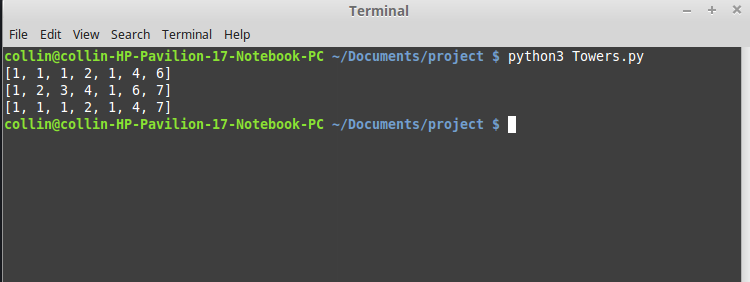 Terminal
File Edit View Search Terminal Help
collin@collin-HP-Pavilion-17-Notebook-PC ~/Documents/project $ python3 Towers.py
[1, 1, 1, 2, 1, 4, 6]
[1, 2, 3, 4, 1, 6, 7]
[1, 1, 1, 2, 1, 4, 7]
collin@collin-HP-Pavilion-17-Notebook-PC ~/Documents/project $